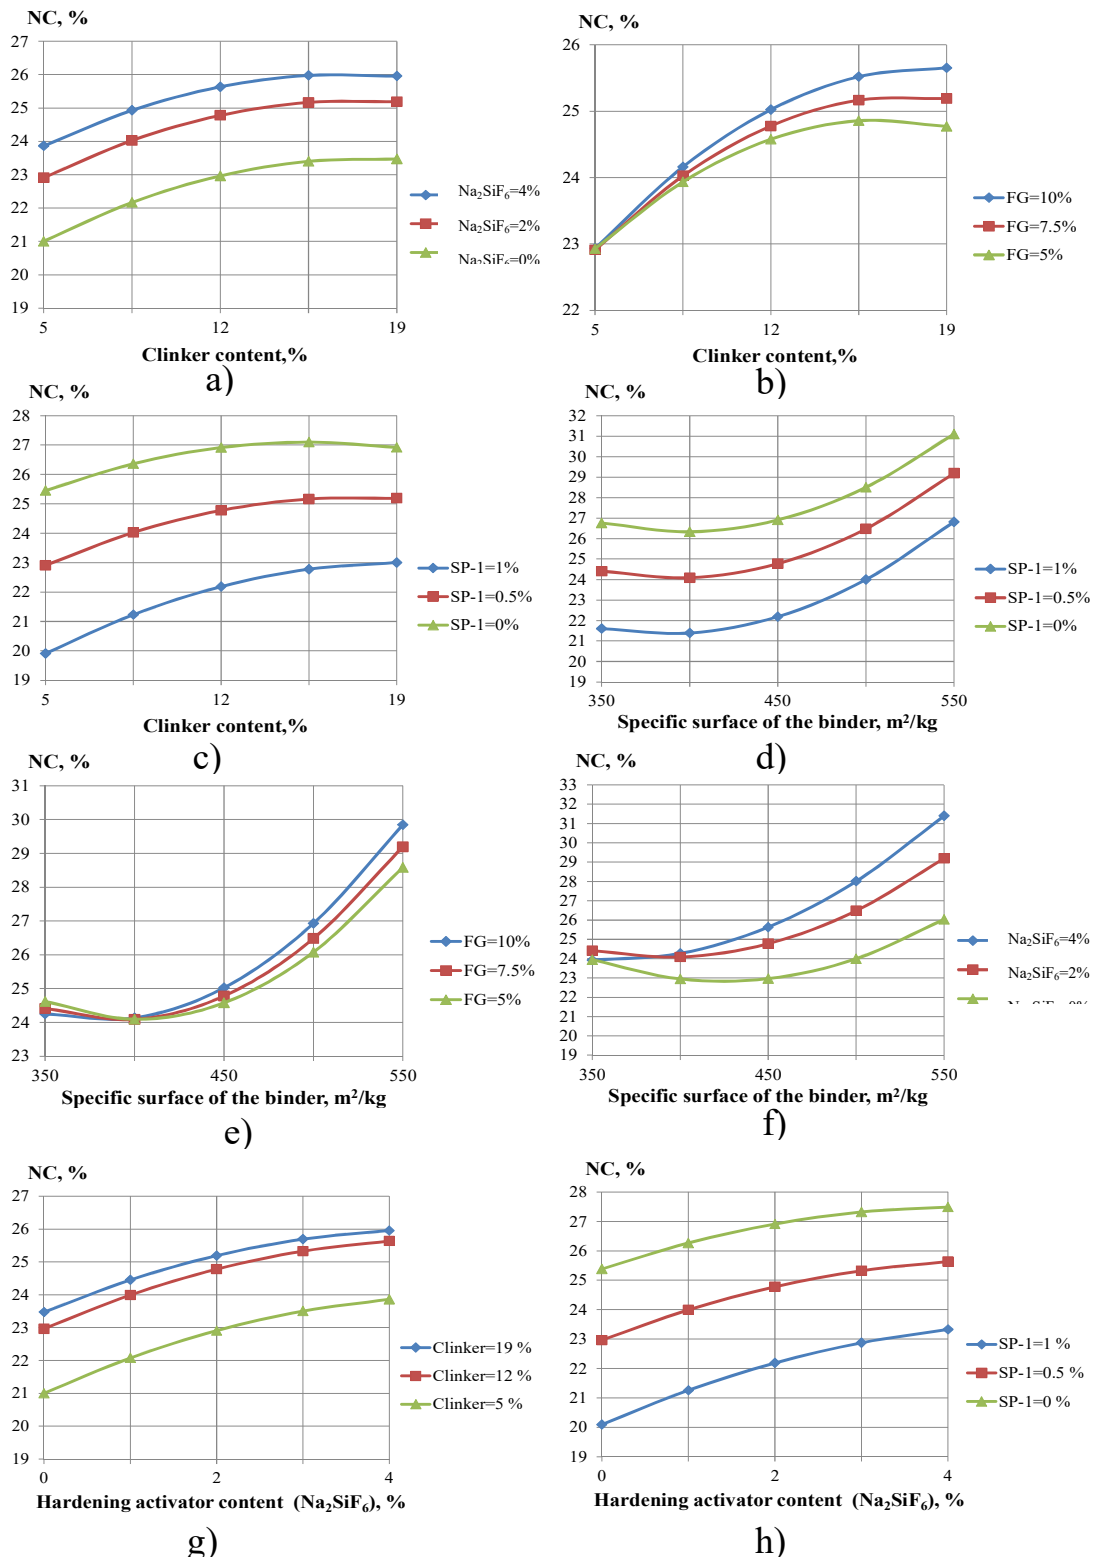 NC, %
27
26
25
24
23
22
21
20
19
5
12
19
Clinker content,%
Na₂SiF₆=4%
Na₂SiF₆=2%
Na₂SiF₆=0%
a)
NC, %
26
25
24
23
22
5
12
19
Clinker content,%
FG=10%
FG=7.5%
FG=5%
b)
NC, %
28
27
26
25
24
23
22
21
20
19
5
12
19
Clinker content,%
SP-1=1%
SP-1=0.5%
SP-1=0%
c)
NC, %
32
31
30
29
28
27
26
25
24
23
22
21
20
19
350
450
550
Specific surface of the binder, m²/kg
SP-1=1%
SP-1=0.5%
SP-1=0%
d)
NC, %
31
30
29
28
27
26
25
24
23
350
450
550
Specific surface of the binder, m²/kg
FG=10%
FG=7.5%
FG=5%
e)
NC, %
33
32
31
30
29
28
27
26
25
24
23
22
21
20
19
350
450
550
Specific surface of the binder, m²/kg
Na₂SiF₆=4%
Na₂SiF₆=2%
f)
NC, %
27
26
25
24
23
22
21
20
19
0
2
4
Hardening activator content (Na₂SiF₆), %
Clinker=19 %
Clinker=12 %
Clinker=5 %
g)
NC, %
28
27
26
25
24
23
22
21
20
19
0
2
4
Hardening activator content (Na₂SiF₆), %
SP-1=1 %
SP-1=0.5 %
SP-1=0 %
h)